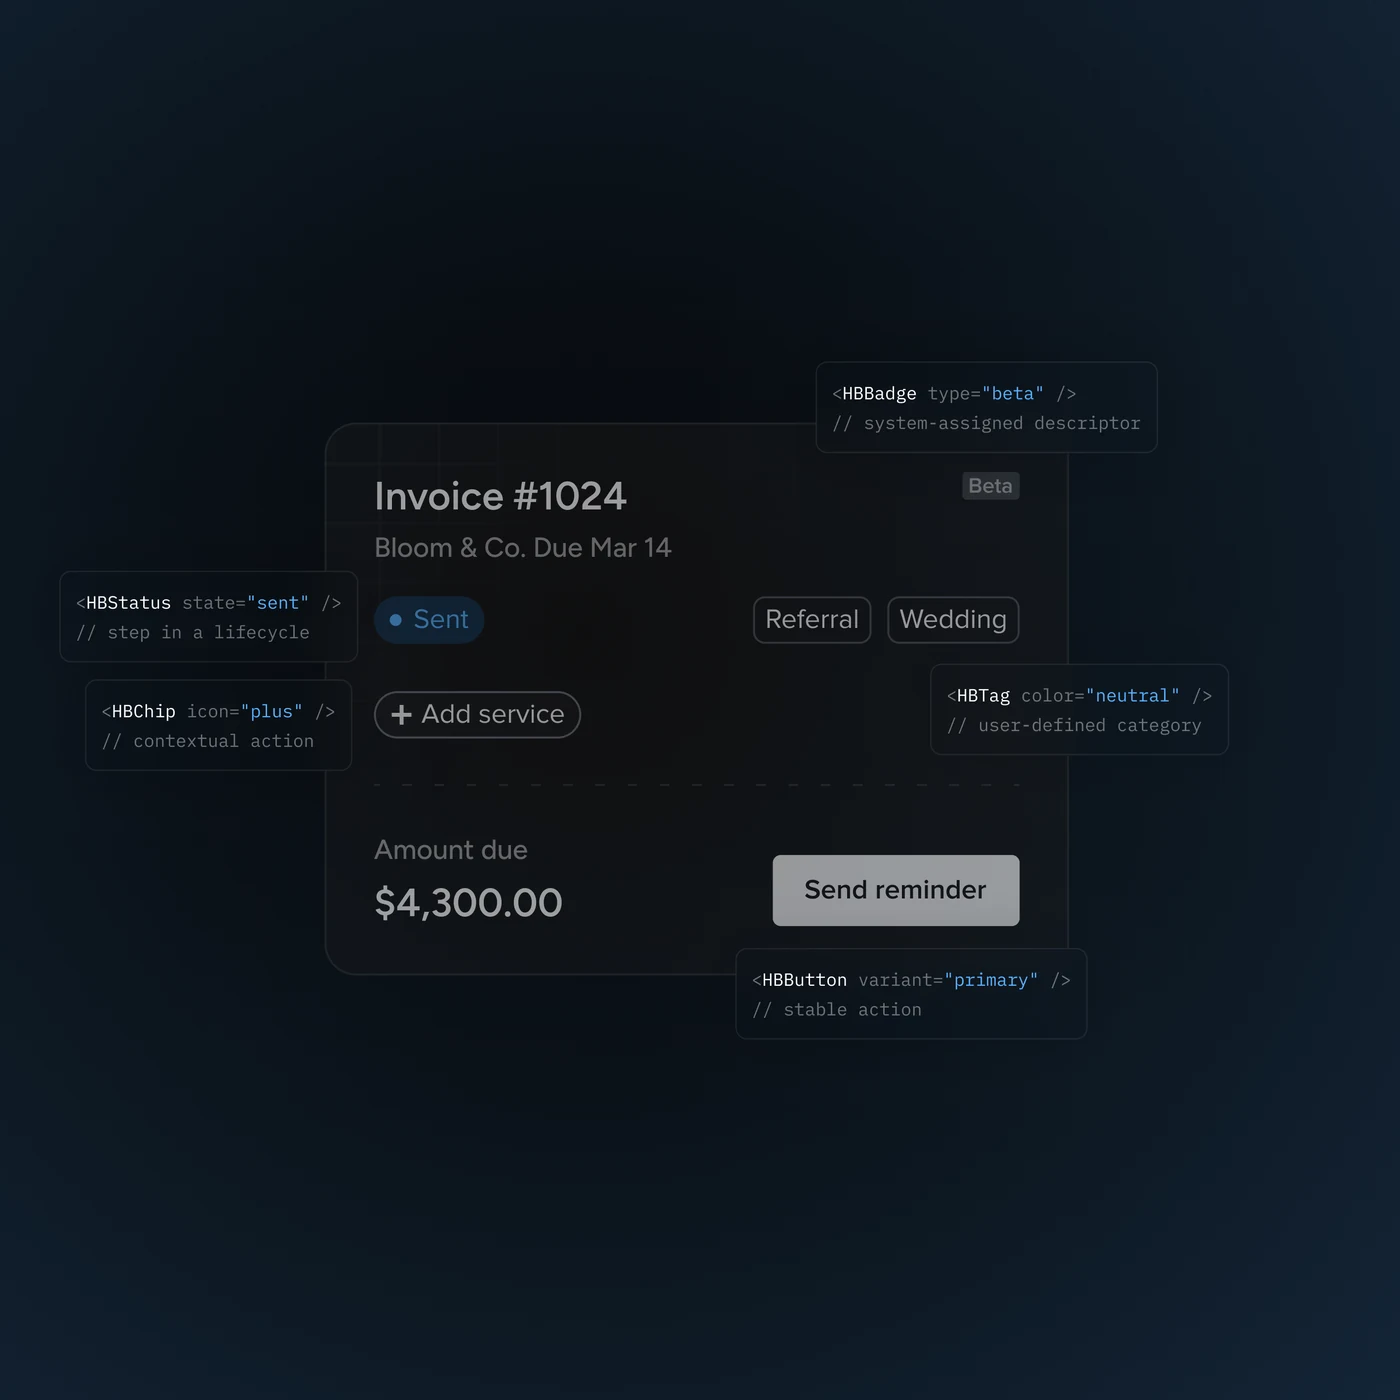 <HBBadge type="beta" />
// system-assigned descriptor
Invoice #1024
Beta
Bloom & Co. Due Mar 14
<HBStatus state="sent" />
// step in a lifecycle
Sent
Referral
Wedding
<HBChip icon="plus" />
// contextual action
+ Add service
<HBTag color="neutral" />
// user-defined category
Amount due
$4,300.00
Send reminder
<HBButton variant="primary" />
// stable action